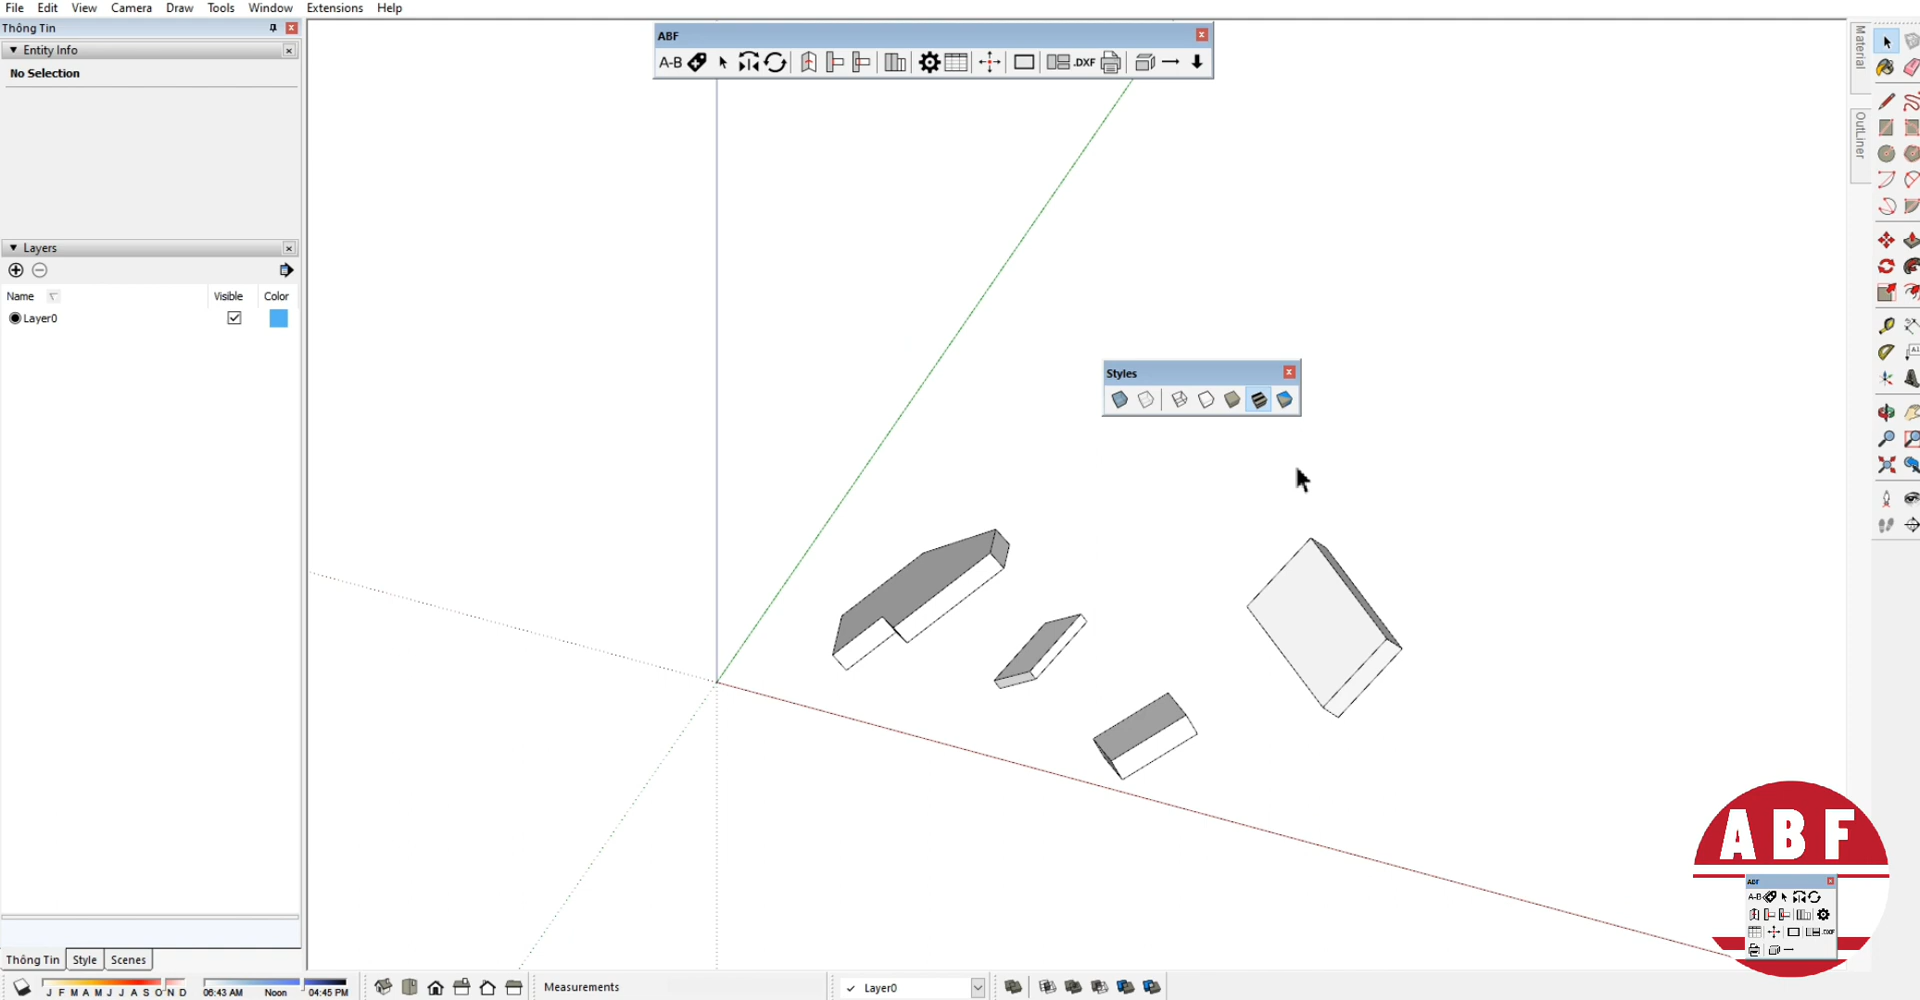 File Edit View Camera Draw Tools Window Extensions Help
Thông Tin
Entity Info
No Selection
Layers
Name Visible Color
Layer0
ABF
A-B .DXF
Styles
Material
OutLiner
A B F
ABF
A-B
.DXF
Thông Tin Style Scenes
J F M A M J J A S O N D 06:43 AM Noon 04:45 PM Measurements Layer0